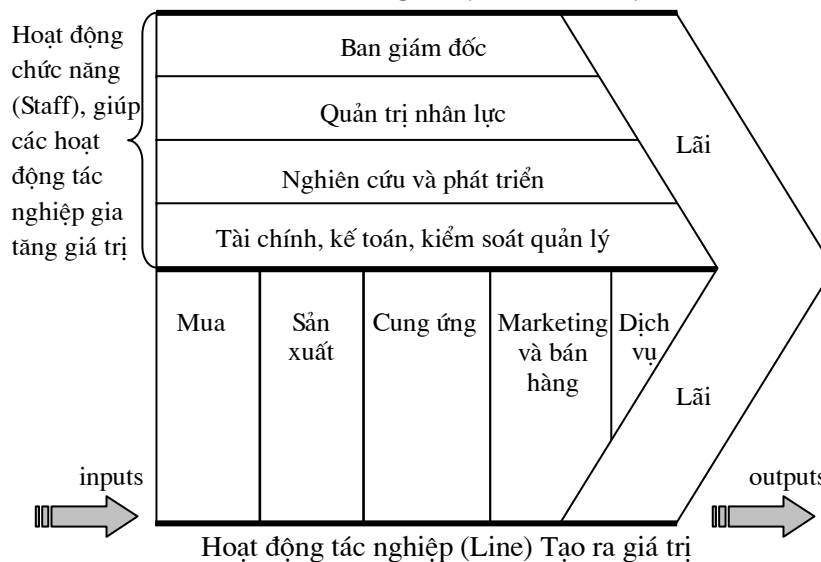 Hoạt động
chức năng
(Staff), giúp
các hoạt
động tác
nghiệp gia
tăng giá trị
Ban giám đốc
Quản trị nhân lực
Nghiên cứu và phát triển
Tài chính, kế toán, kiểm soát quản lý
Lãi
Mua
Sản
xuất
Cung ứng
Marketing
và bán
hàng
Dịch
vụ
Lãi
inputs
outputs
Hoạt động tác nghiệp (Line) Tạo ra giá trị